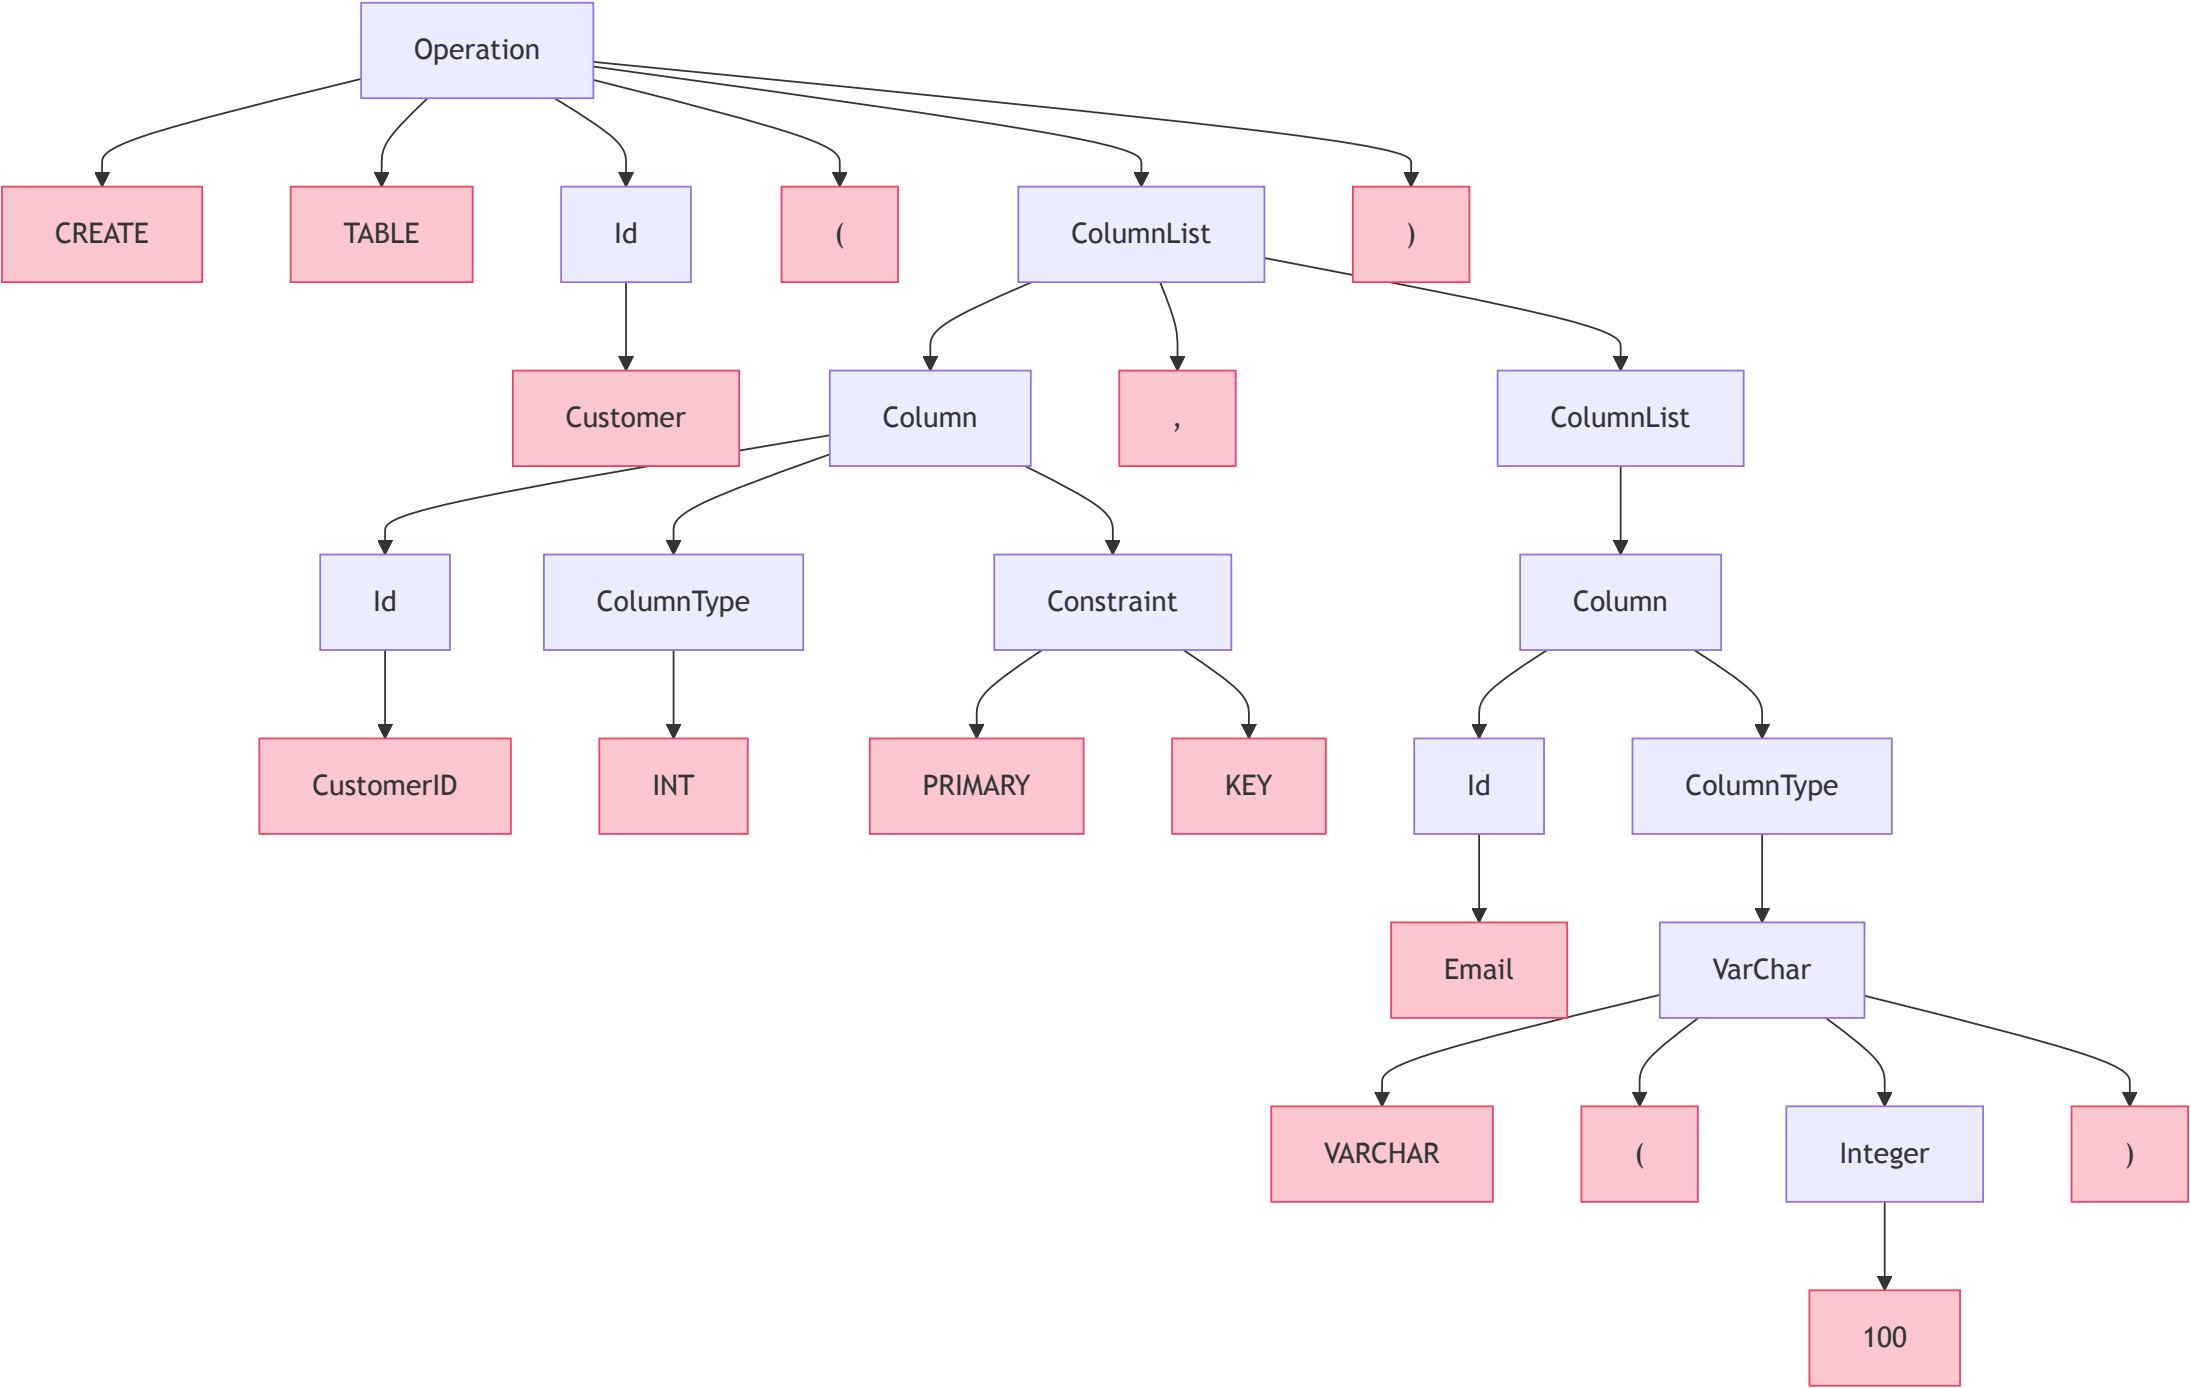 Operation
CREATE
TABLE
Id
(
ColumnList
)
Customer
Column
,
ColumnList
Id
ColumnType
Constraint
Column
CustomerID
INT
PRIMARY
KEY
Id
ColumnType
Email
VarChar
VARCHAR
(
Integer
)
100